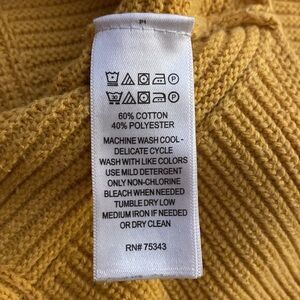 60% COTTON
40% POLYESTER
MACHINE WASH COOL -
DELICATE CYCLE
WASH WITH LIKE COLORS
USE MILD DETERGENT
ONLY NON-CHLORINE
BLEACH WHEN NEEDED
TUMBLE DRY LOW
MEDIUM IRON IF NEEDED
OR DRY CLEAN
RN# 75343